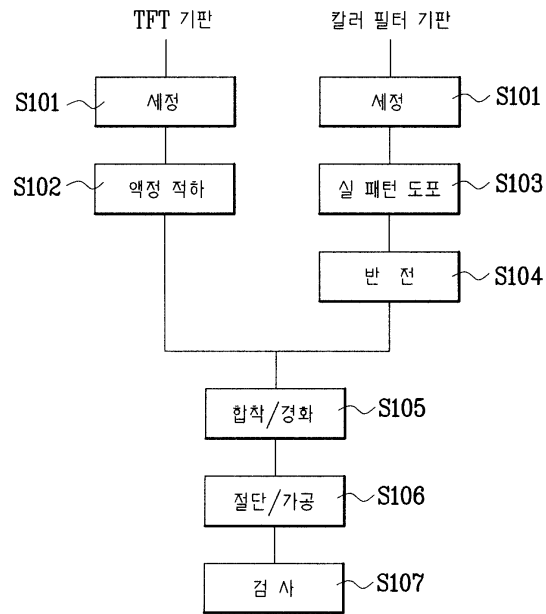 TFT 기판
칼러 필터 기판
S101
세정
세정
S101
S102
액정 적하
실 패턴 도포
S103
반 전
S104
합착/경화
S105
절단/가공
S106
검 사
S107